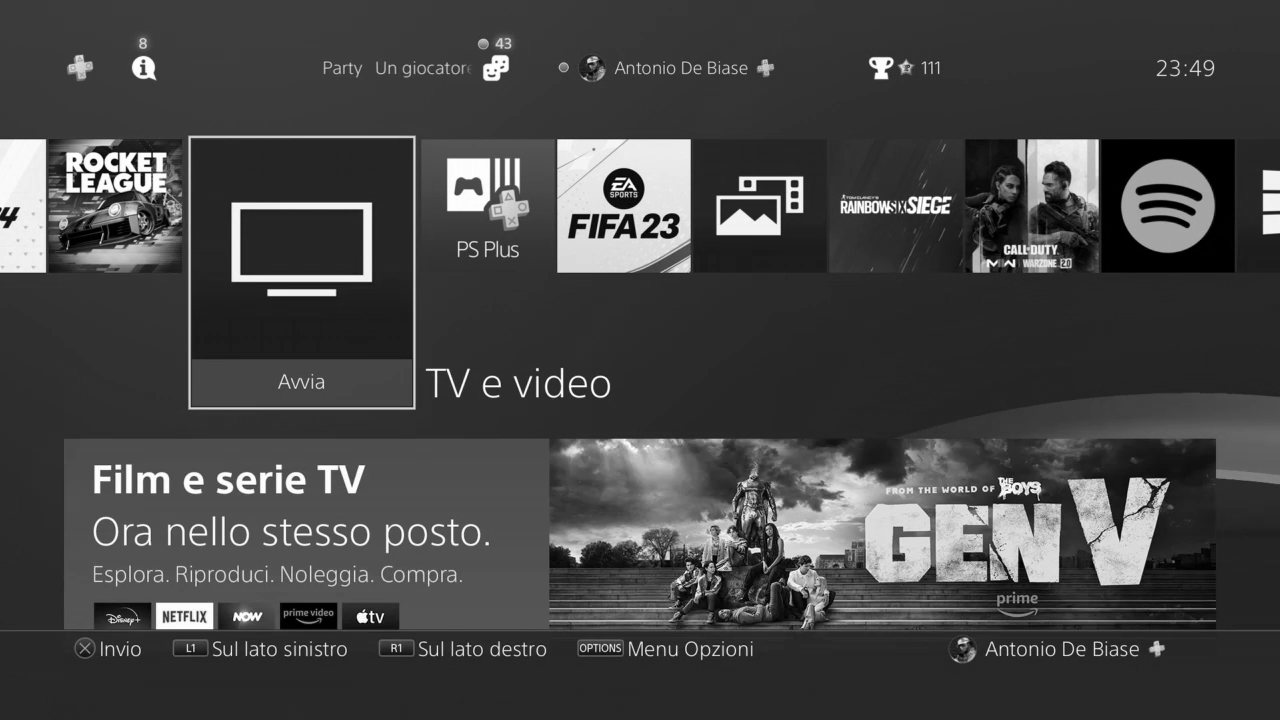 8
43
Party Un giocatore
Antonio De Biase
111
23:49
4
ROCKET
LEAGUE
PS Plus
EA
SPORTS
FIFA 23
TOM CLANCY'S
RAINBOW SIX SIEGE
CALL OF DUTY
MW WARZONE 2.0
Avvia
TV e video
Film e serie TV
Ora nello stesso posto.
Esplora. Riproduci. Noleggia. Compra.
Disney+ NETFLIX NOW prime video tv
FROM THE WORLD OF THE BOYS
GEN V
prime
Invio
L1 Sul lato sinistro
R1 Sul lato destro
OPTIONS Menu Opzioni
Antonio De Biase